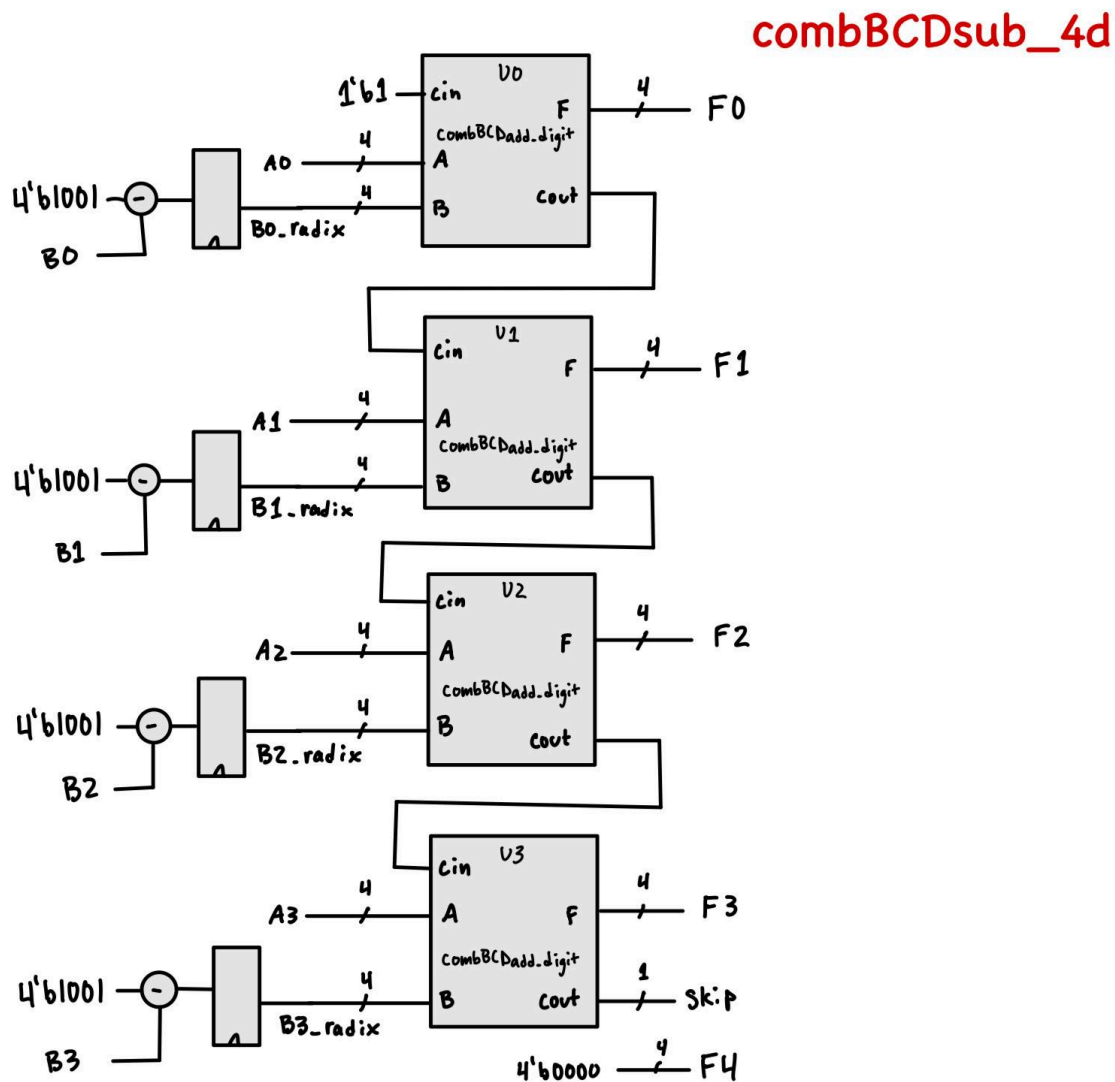 combBCDsub_4d
U0
1'b1
cin
4
F
F0
CombBCDadd_digit
4
A0
A
4'b1001
-
4
B0_radix
B
cout
B0
U1
cin
4
F
F1
4
A1
A
CombBCDadd_digit
4'b1001
-
4
B1_radix
B
cout
B1
U2
cin
4
F
F2
4
A2
A
CombBCDadd_digit
4'b1001
-
4
B2_radix
B
cout
B2
U3
cin
4
F
F3
4
A3
A
CombBCDadd_digit
4'b1001
-
4
B3_radix
B
cout
1
skip
B3
4'b0000
4
F4